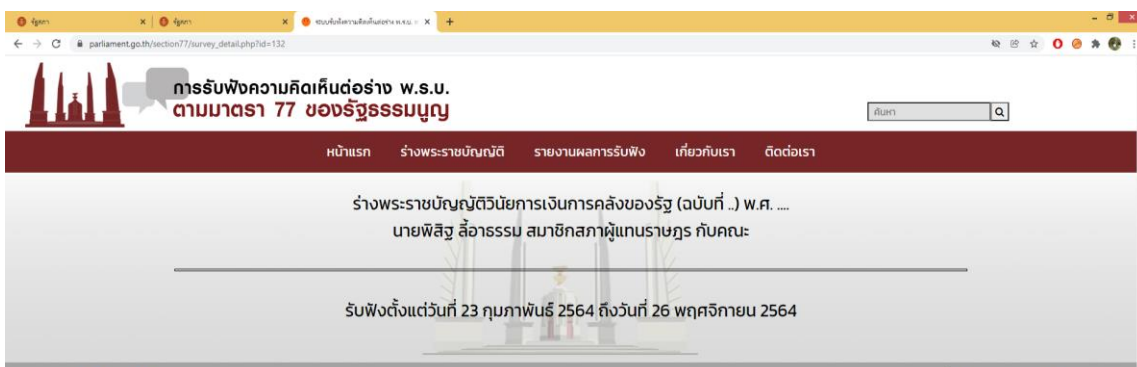 รัฐสภา
รัฐสภา
parliament.go.th/section77/survey_detail.php?id=132
การรับฟังความคิดเห็นต่อร่าง พ.ร.บ.
ตามมาตรา 77 ของรัฐธรรมนูญ
ค้นหา
หน้าแรก ร่างพระราชบัญญัติ รายงานผลการรับฟัง เกี่ยวกับเรา ติดต่อเรา
ร่างพระราชบัญญัติวินัยการเงินการคลังของรัฐ (ฉบับที่ ..) พ.ศ. ....
นายพิสิฐ ลี้อาธรรม สมาชิกสภาผู้แทนราษฎร กับคณะ
รับฟังตั้งแต่วันที่ 23 กุมภาพันธ์ 2564 ถึงวันที่ 26 พฤศจิกายน 2564